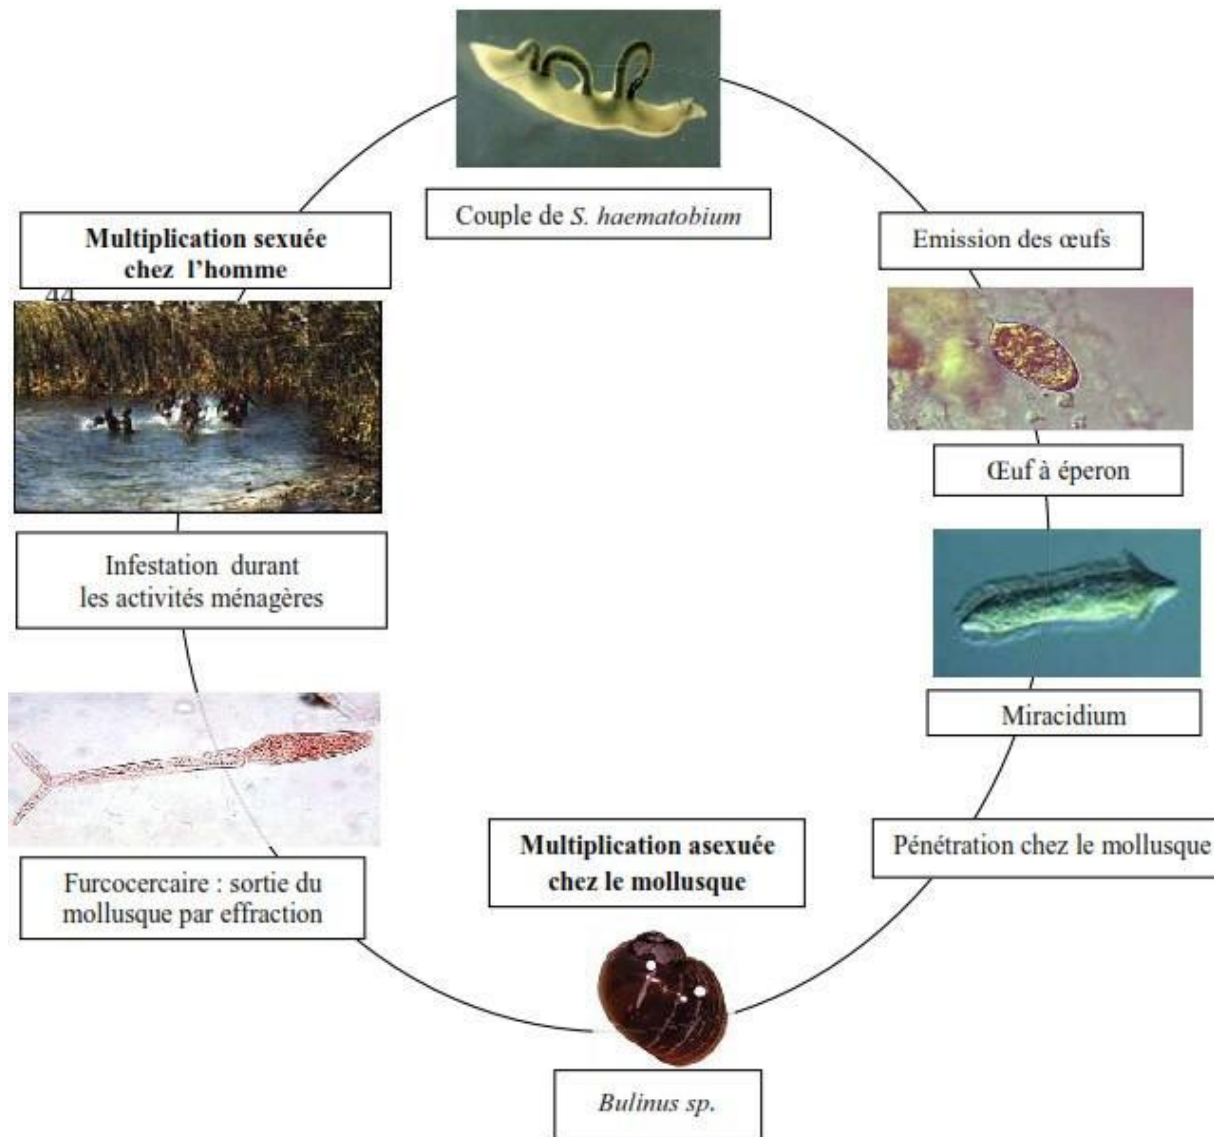 Couple de S. haematobium
Multiplication sexuée
chez l'homme
44
Emission des œufs
Œuf à éperon
Infestation durant
les activités ménagères
Miracidium
Multiplication asexuée
chez le mollusque
Pénétration chez le mollusque
Furcocercaire : sortie du
mollusque par effraction
Bulinus sp.